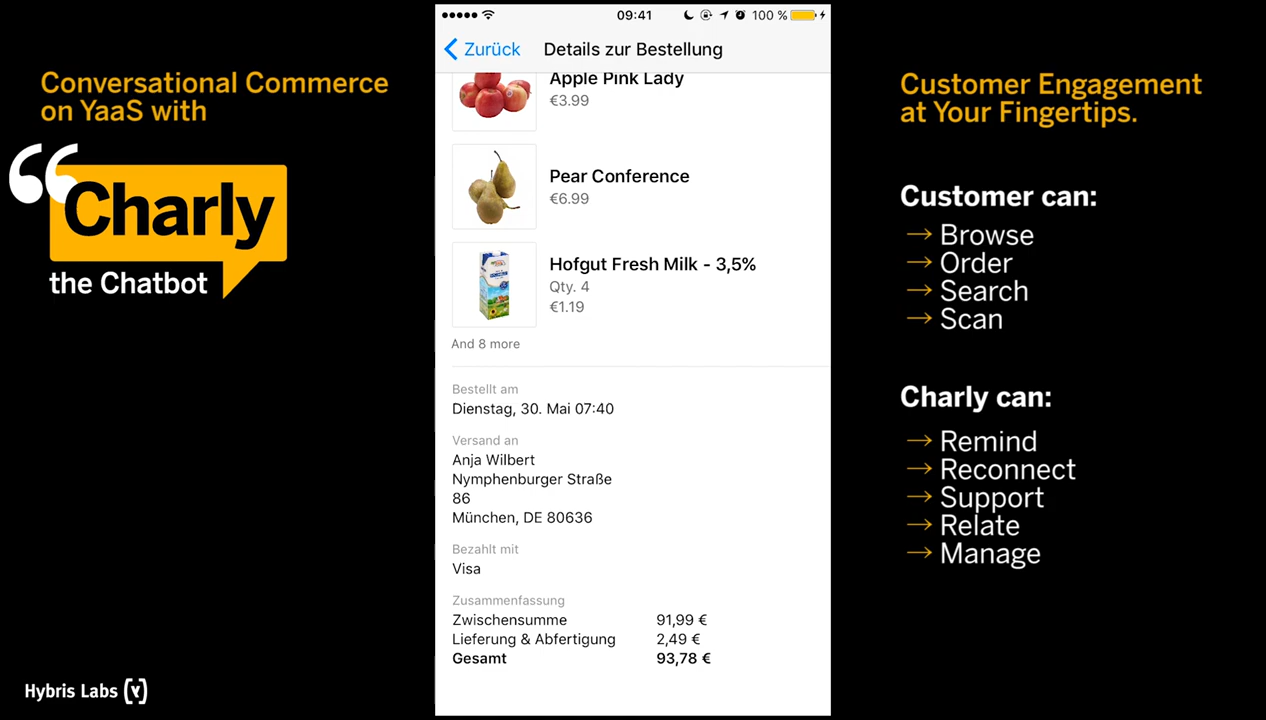 Conversational Commerce
on YaaS with
“Charly
the Chatbot
Hybris Labs (Y)
09:41
100 %
Zurück
Details zur Bestellung
Apple Pink Lady
€3.99
Pear Conference
€6.99
Hofgut Fresh Milk - 3,5%
Qty. 4
€1.19
And 8 more
Bestellt am
Dienstag, 30. Mai 07:40
Versand an
Anja Wilbert
Nymphenburger Straße
86
München, DE 80636
Bezahlt mit
Visa
Zusammenfassung
Zwischensumme 91,99 €
Lieferung & Abfertigung 2,49 €
Gesamt 93,78 €
Customer Engagement
at Your Fingertips.
Customer can:
→ Browse
→ Order
→ Search
→ Scan
Charly can:
→ Remind
→ Reconnect
→ Support
→ Relate
→ Manage